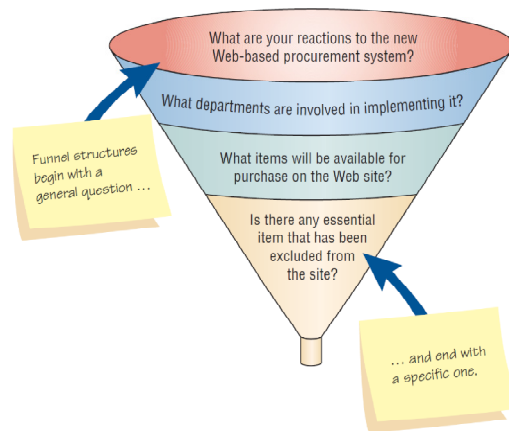 What are your reactions to the new
Web-based procurement system?
What departments are involved in implementing it?
Funnel structures
begin with a
general question ...
What items will be available for
purchase on the Web site?
Is there any essential
item that has been
excluded from
the site?
... and end with
a specific one.